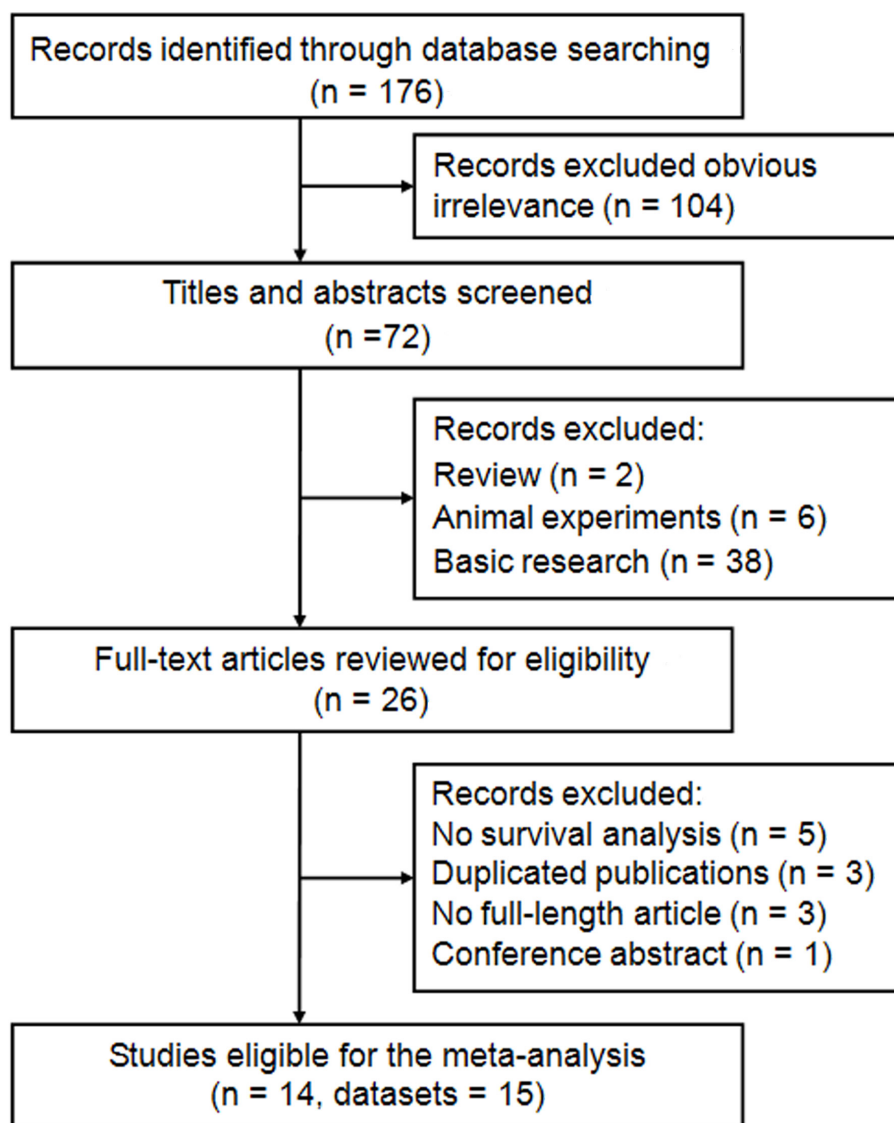 Records identified through database searching
(n = 176)
Records excluded obvious
irrelevance (n = 104)
Titles and abstracts screened
(n =72)
Records excluded:
Review (n = 2)
Animal experiments (n = 6)
Basic research (n = 38)
Full-text articles reviewed for eligibility
(n = 26)
Records excluded:
No survival analysis (n = 5)
Duplicated publications (n = 3)
No full-length article (n = 3)
Conference abstract (n = 1)
Studies eligible for the meta-analysis
(n = 14, datasets = 15)